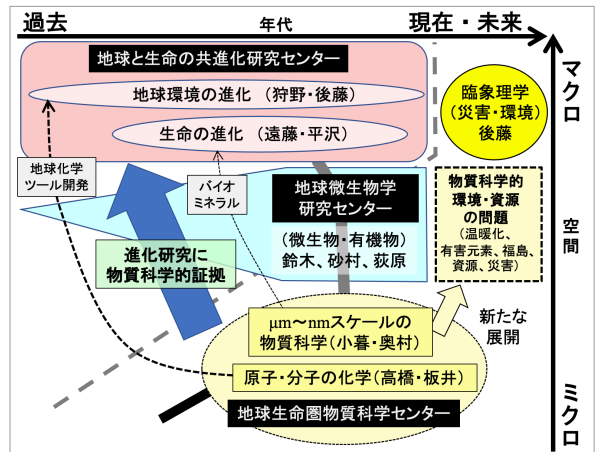 過去
年代
現在・未来
地球と生命の共進化研究センター
地球環境の進化 (狩野・後藤)
生命の進化 (遠藤・平沢)
臨象理学
(災害・環境)
後藤
マクロ
地球化学
ツール開発
バイオ
ミネラル
地球微生物学
研究センター
(微生物・有機物)
鈴木、砂村、荻原
物質科学的
環境・資源
の問題
(温暖化、
有害元素、福島、
資源、災害)
空間
進化研究に
物質科学的証拠
μm~nmスケールの
物質科学(小暮・奥村)
新たな
展開
原子・分子の化学(高橋・板井)
地球生命圏物質科学センター
ミクロ